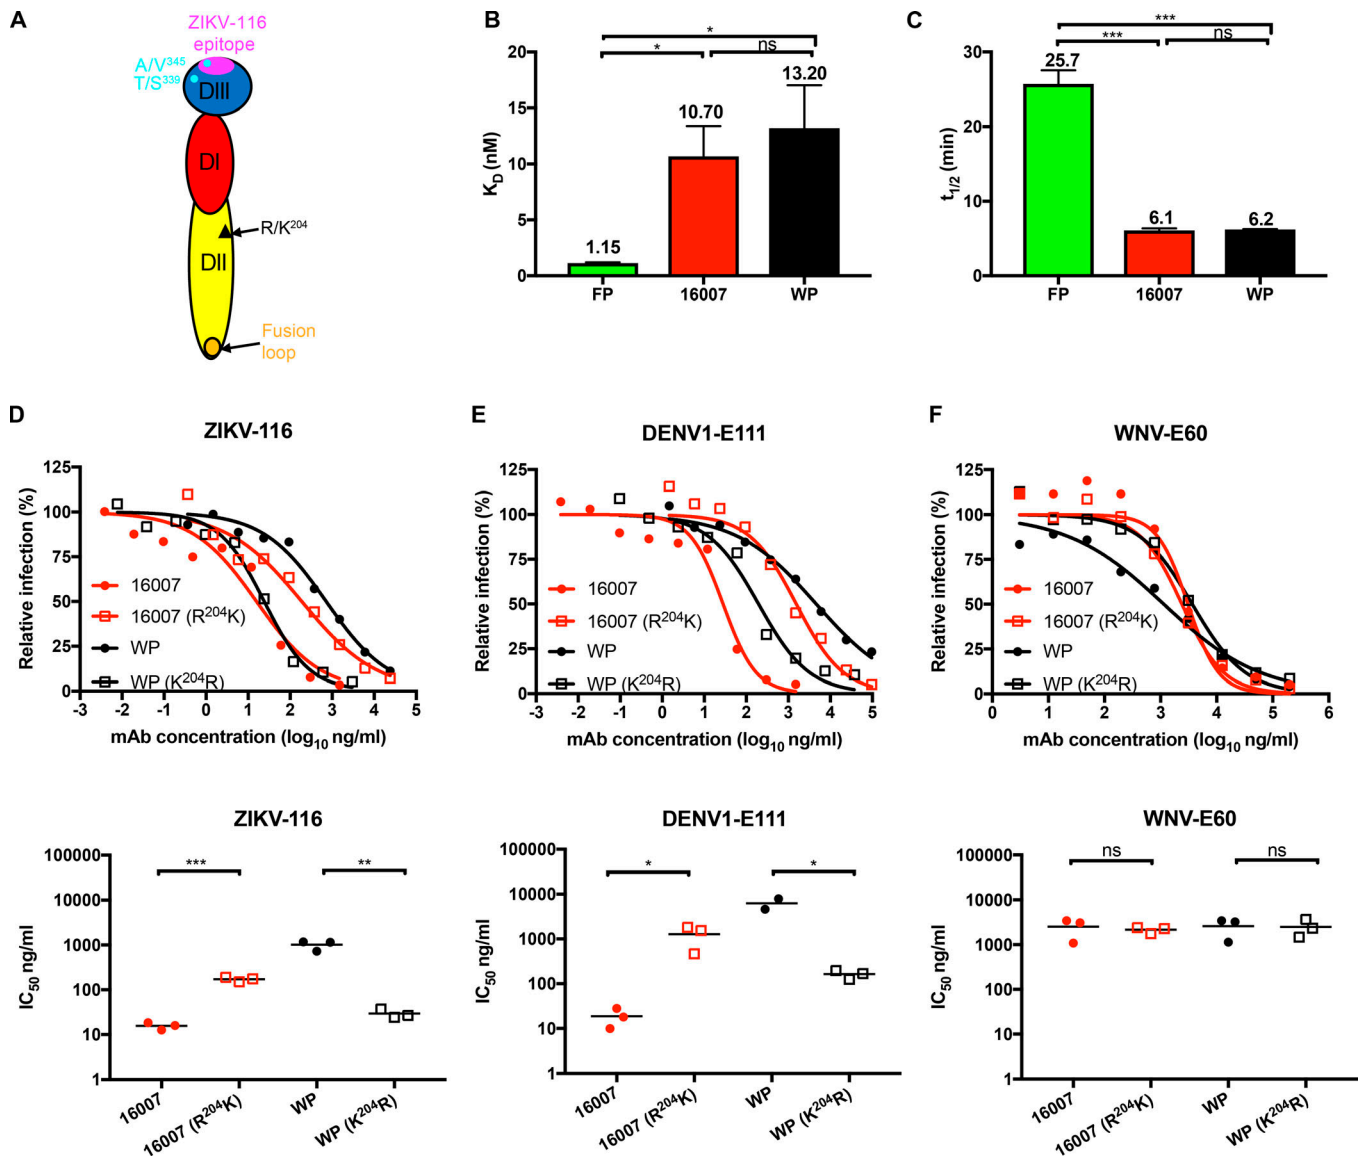 A
ZIKV-116
epitope
A/V³⁴⁵
T/S³³⁹
DIII
DI
R/K²⁰⁴
DII
Fusion
loop
B
*
*
ns
K_D (nM)
20
15
10
5
0
1.15
10.70
13.20
FP
16007
WP
C
***
***
ns
t_1/2 (min)
30
20
10
0
25.7
6.1
6.2
FP
16007
WP
D
ZIKV-116
Relative infection (%)
125
100
75
50
25
0
16007
16007 (R²⁰⁴K)
WP
WP (K²⁰⁴R)
-3 -2 -1 0 1 2 3 4 5
mAb concentration (log₁₀ ng/ml)
E
DENV1-E111
Relative infection (%)
125
100
75
50
25
0
16007
16007 (R²⁰⁴K)
WP
WP (K²⁰⁴R)
-3 -2 -1 0 1 2 3 4 5
mAb concentration (log₁₀ ng/ml)
F
WNV-E60
Relative infection (%)
125
100
75
50
25
0
16007
16007 (R²⁰⁴K)
WP
WP (K²⁰⁴R)
0 1 2 3 4 5 6
mAb concentration (log₁₀ ng/ml)
ZIKV-116
IC₅₀ ng/ml
100000
10000
1000
100
10
1
***
**
16007
16007 (R²⁰⁴K)
WP
WP (K²⁰⁴R)
DENV1-E111
IC₅₀ ng/ml
100000
10000
1000
100
10
1
*
*
16007
16007 (R²⁰⁴K)
WP
WP (K²⁰⁴R)
WNV-E60
IC₅₀ ng/ml
100000
10000
1000
100
10
1
ns
ns
16007
16007 (R²⁰⁴K)
WP
WP (K²⁰⁴R)